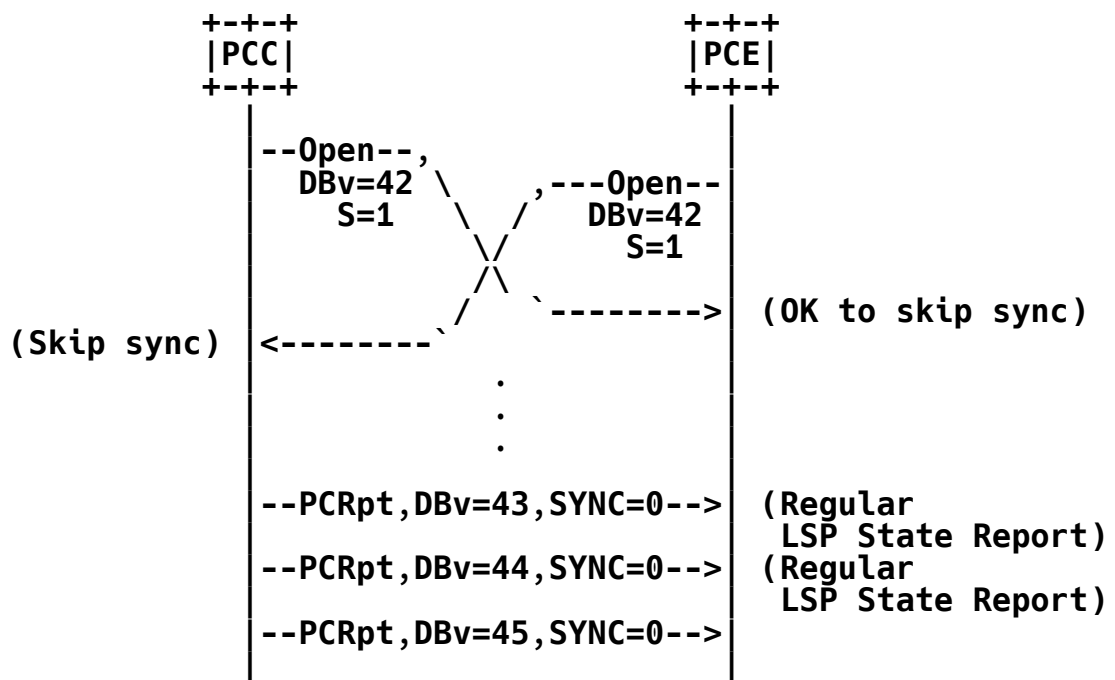 +-+-+ +-+-+
|PCC| |PCE|
+-+-+ +-+-+
--Open--,
DBv=42 \ ,---Open--
S=1 \ / DBv=42
\/ S=1
/\
/ `--------> (OK to skip sync)
(Skip sync) <--------`
.
.
.
--PCRpt,DBv=43,SYNC=0--> (Regular
LSP State Report)
--PCRpt,DBv=44,SYNC=0--> (Regular
LSP State Report)
--PCRpt,DBv=45,SYNC=0-->